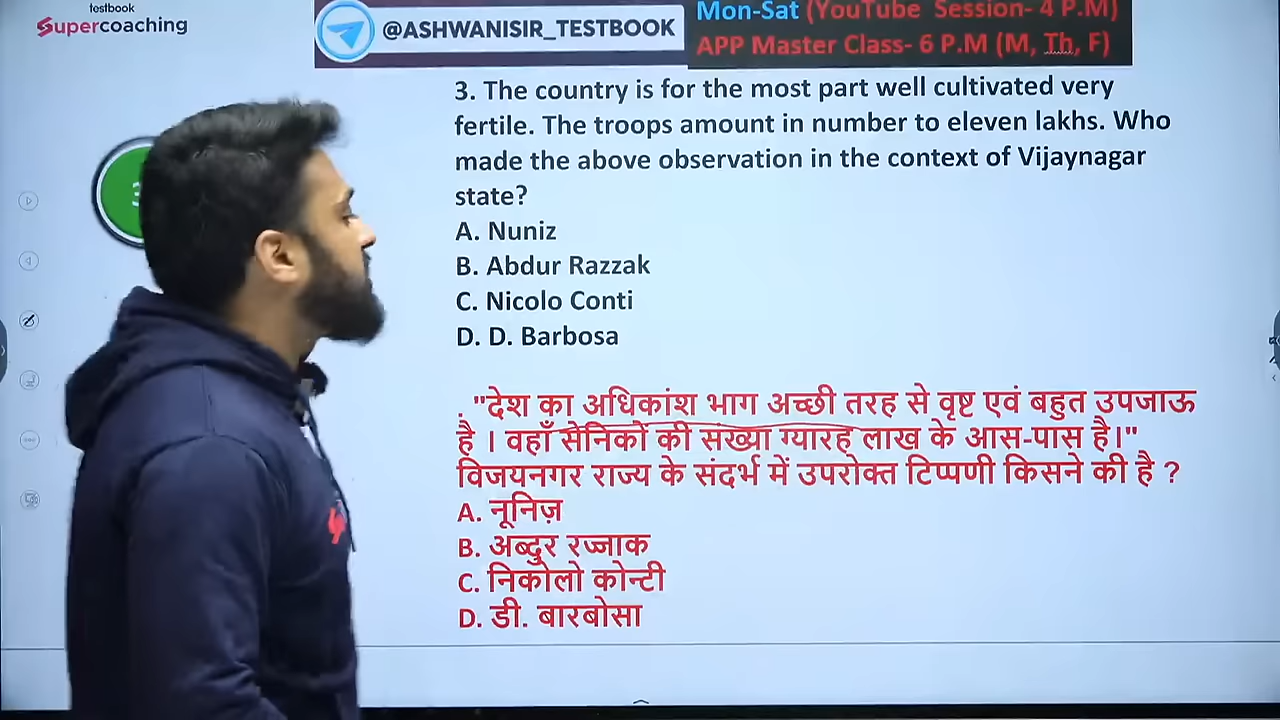 testbook
Supercoaching
@ASHWANISIR_TESTBOOK
Mon-Sat (YouTube Session- 4 P.M)
APP Master Class- 6 P.M (M, Th, F)
3. The country is for the most part well cultivated very
fertile. The troops amount in number to eleven lakhs. Who
made the above observation in the context of Vijaynagar
state?
A. Nuniz
B. Abdur Razzak
C. Nicolo Conti
D. D. Barbosa
. "देश का अधिकांश भाग अच्छी तरह से वृष्ट एवं बहुत उपजाऊ
है । वहाँ सेनिकों की संख्या ग्यारह लाख के आस-पास है।"
विजयनगर राज्य के संदर्भ में उपरोक्त टिप्पणी किसने की है ?
A. नूनिज़
B. अब्दुर रज्जाक
C. निकोलो कोन्टी
D. डी. बारबोसा